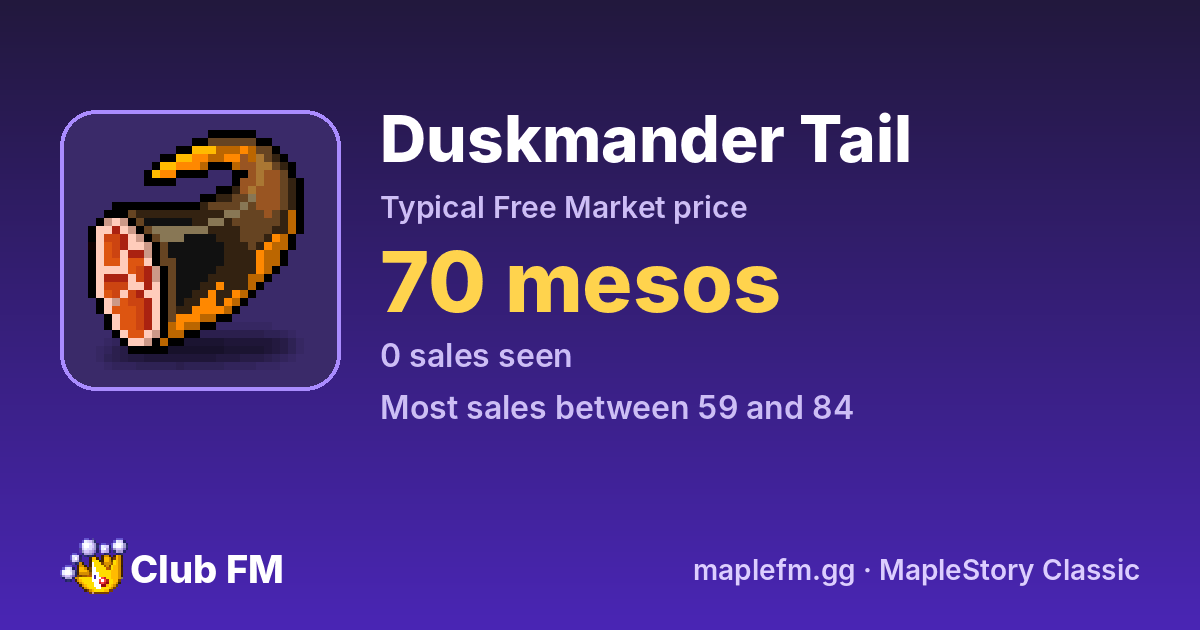 Duskmander Tail
Typical Free Market price
70 mesos
0 sales seen
Most sales between 59 and 84
Club FM
maplefm.gg · MapleStory Classic